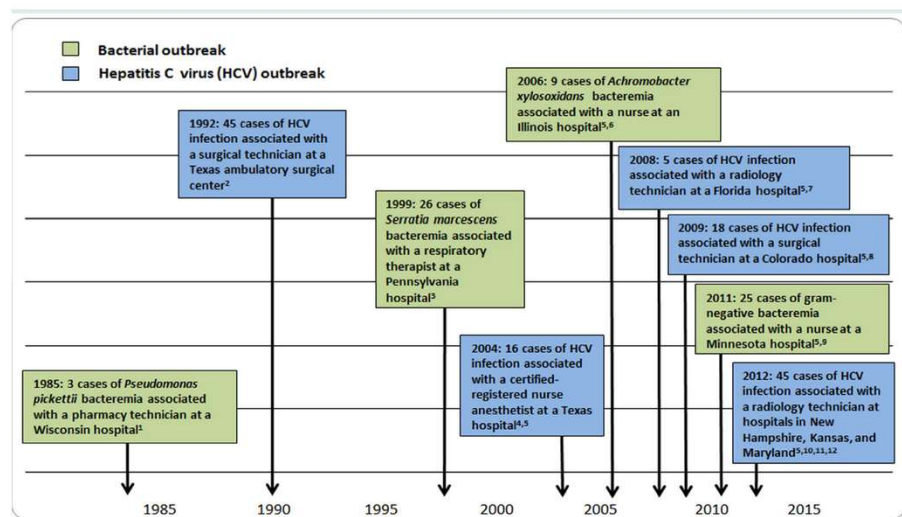 Bacterial outbreak
Hepatitis C virus (HCV) outbreak
2006: 9 cases of Achromobacter
xylosoxidans bacteremia
associated with a nurse at an
Illinois hospital5,6
1992: 45 cases of HCV
infection associated with
a surgical technician at a
Texas ambulatory surgical
center2
2008: 5 cases of HCV infection
associated with a radiology
technician at a Florida hospital5,7
1999: 26 cases of
Serratia marcescens
bacteremia associated
with a respiratory
therapist at a
Pennsylvania
hospital3
2009: 18 cases of HCV infection
associated with a surgical
technician at a Colorado hospital5,8
2011: 25 cases of gram-
negative bacteremia
associated with a nurse at a
Minnesota hospital5,9
2004: 16 cases of HCV
infection associated
with a certified-
registered nurse
anesthetist at a Texas
hospital4,5
1985: 3 cases of Pseudomonas
pickettii bacteremia associated
with a pharmacy technician at a
Wisconsin hospital1
2012: 45 cases of HCV
infection associated with
a radiology technician at
hospitals in New
Hampshire, Kansas, and
Maryland5,10,11,12
1985 1990 1995 2000 2005 2010 2015